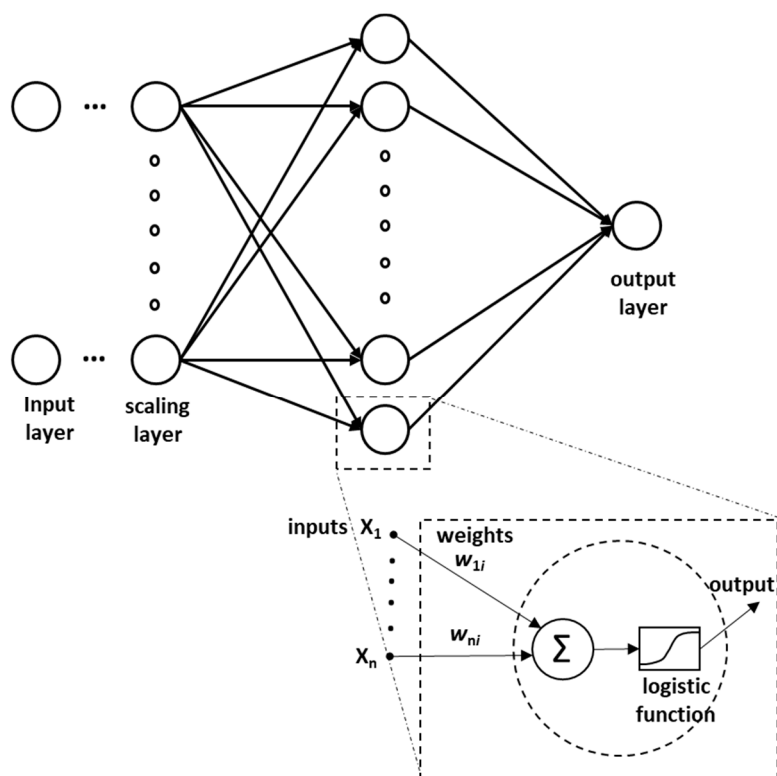 output
layer
Input
layer
scaling
layer
inputs X1
weights
w1i
output
wni
Xn
Σ
logistic
function